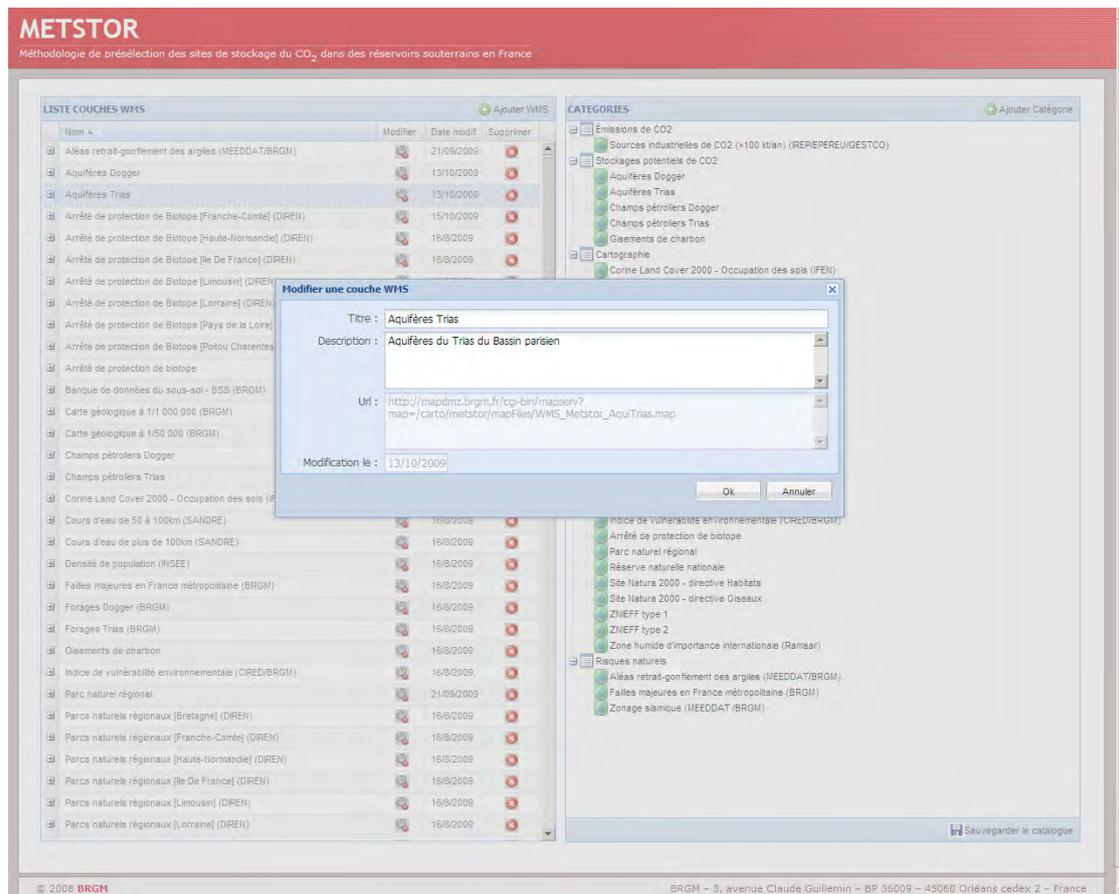 METSTOR
Méthodologie de présélection des sites de stockage du CO2 dans des réservoirs souterrains en France
LISTE COUCHES WMS
Ajouter WMS
Nom
Modifier
Date modif
Supprimer
Aléas retrait-gonflement des argiles (MEEDDAT/BRGM) 21/09/2009
Aquifères Dogger 13/10/2009
Aquifères Trias 13/10/2009
Arrêté de protection de Biotope [Franche-Comte] (DIREN) 15/10/2009
Arrêté de protection de Biotope [Haute-Normandie] (DIREN) 16/8/2009
Arrêté de protection de Biotope [Ile De France] (DIREN) 16/8/2009
Arrêté de protection de Biotope [Limousin] (DIREN
Arrêté de protection de Biotope [Lorraine] (DIREN)
Arrêté de protection de Biotope [Pays de la Loire]
Arrêté de protection de Biotope [Poitou Charentes
Arrêté de protection de biotope
Banque de données du sous-sol - BSS (BRGM)
Carte géologique à 1/1 000 000 (BRGM)
Carte géologique à 1/50 000 (BRGM)
Champs pétroliers Dogger
Champs pétroliers Trias
Corine Land Cover 2000 - Occupation des sols (IF
Cours d'eau de 50 à 100km (SANDRE) 16/8/2009
Cours d'eau de plus de 100km (SANDRE) 16/8/2009
Densité de population (INSEE) 16/8/2009
Failles majeures en France métropolitaine (BRGM) 16/8/2009
Forages Dogger (BRGM) 16/8/2009
Forages Trias (BRGM) 16/8/2009
Gisements de charbon 16/8/2009
Indice de vulnérabilité environnementale (CIRED/BRGM) 16/8/2009
Parc naturel régional 21/09/2009
Parcs naturels régionaux [Bretagne] (DIREN) 16/8/2009
Parcs naturels régionaux [Franche-Comte] (DIREN) 16/8/2009
Parcs naturels régionaux [Haute-Normandie] (DIREN) 16/8/2009
Parcs naturels régionaux [Ile De France] (DIREN) 16/8/2009
Parcs naturels régionaux [Limousin] (DIREN) 16/8/2009
Parcs naturels régionaux [Lorraine] (DIREN) 16/8/2009
CATEGORIES
Ajouter Catégorie
Émissions de CO2
Sources industrielles de CO2 (>100 kt/an) (IREP/EPEREU/GESTCO)
Stockages potentiels de CO2
Aquifères Dogger
Aquifères Trias
Champs pétroliers Dogger
Champs pétroliers Trias
Gisements de charbon
Cartographie
Corine Land Cover 2000 - Occupation des sols (IFEN)
Indice de vulnérabilité environnementale (CIRED/BRGM)
Arrêté de protection de biotope
Parc naturel régional
Réserve naturelle nationale
Site Natura 2000 - directive Habitats
Site Natura 2000 - directive Oiseaux
ZNIEFF type 1
ZNIEFF type 2
Zone humide d'importance internationale (Ramsar)
Risques naturels
Aléas retrait-gonflement des argiles (MEEDDAT/BRGM)
Failles majeures en France métropolitaine (BRGM)
Zonage sismique (MEEDDAT /BRGM)
Sauvegarder le catalogue
Modifier une couche WMS
Titre : Aquifères Trias
Description : Aquifères du Trias du Bassin parisien
Url : http://mapdmz.brgm.fr/cgi-bin/mapserv?
map=/carto/metstor/mapFiles/WMS_Metstor_AquiTrias.map
Modification le : 13/10/2009
Ok
Annuler
© 2008 BRGM
BRGM – 3, avenue Claude Guillemin – BP 36009 – 45060 Orléans cedex 2 – France